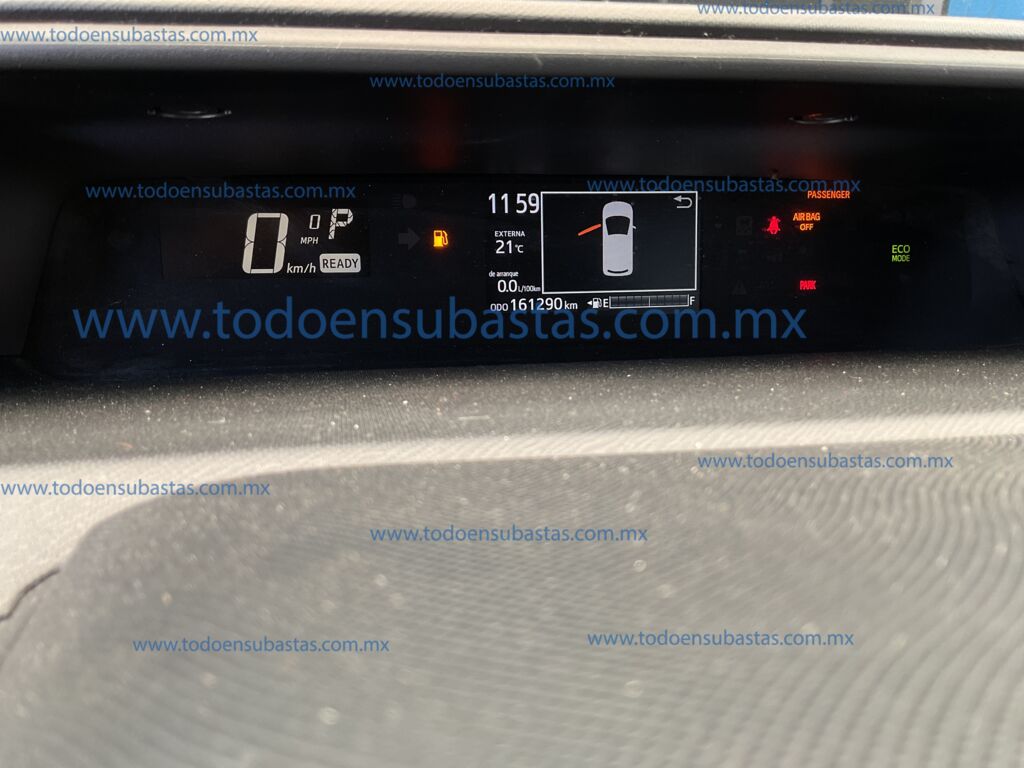 www.todoensubastas.com.mx
www.todoensubastas.com.mx
www.todoensubastas.com.mx
www.todoensubastas.com.mx
www.todoensubastas.com.mx
0 MPH
0 km/h
P
READY
11 59
EXTERNA
21°C
de arranque
0.0 L/100km
ODO 161290 km
E F
PASSENGER
AIR BAG
OFF
PARK
ECO
MODE
www.todoensubastas.com.mx
www.todoensubastas.com.mx
www.todoensubastas.com.mx
www.todoensubastas.com.mx
www.todoensubastas.com.mx
www.todoensubastas.com.mx